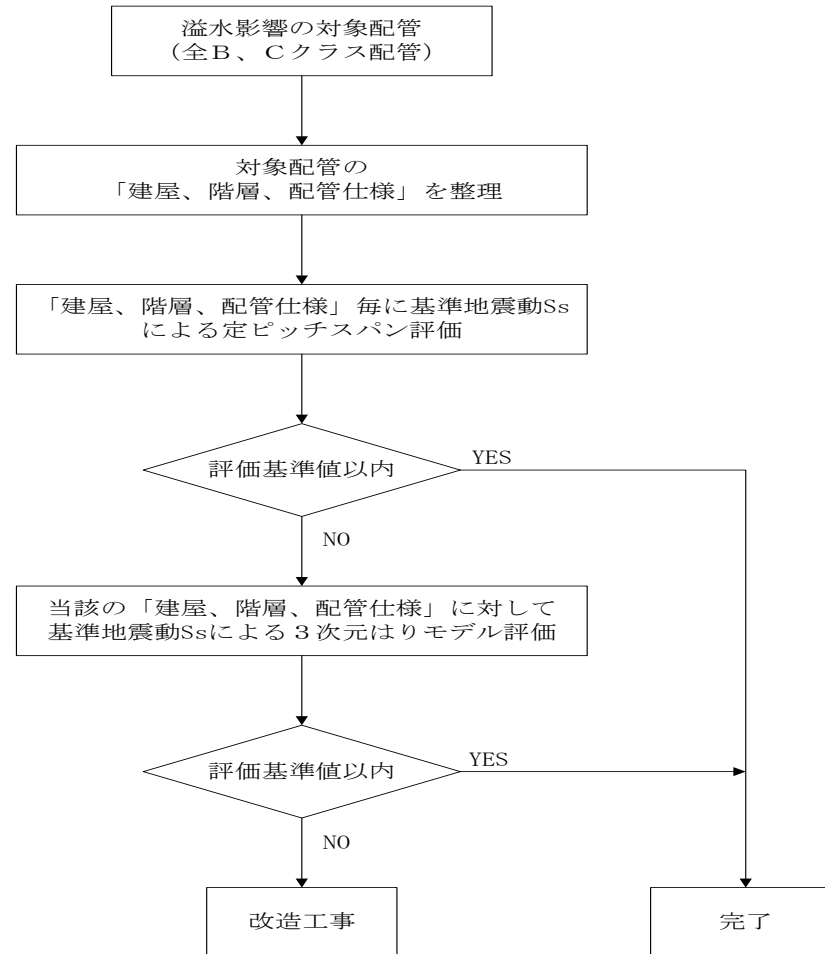 溢水影響の対象配管
（全Ｂ、Ｃクラス配管）
対象配管の
「建屋、階層、配管仕様」を整理
「建屋、階層、配管仕様」毎に基準地震動Ss
による定ピッチスパン評価
評価基準値以内
YES
NO
当該の「建屋、階層、配管仕様」に対して
基準地震動Ssによる３次元はりモデル評価
評価基準値以内
YES
NO
改造工事
完了